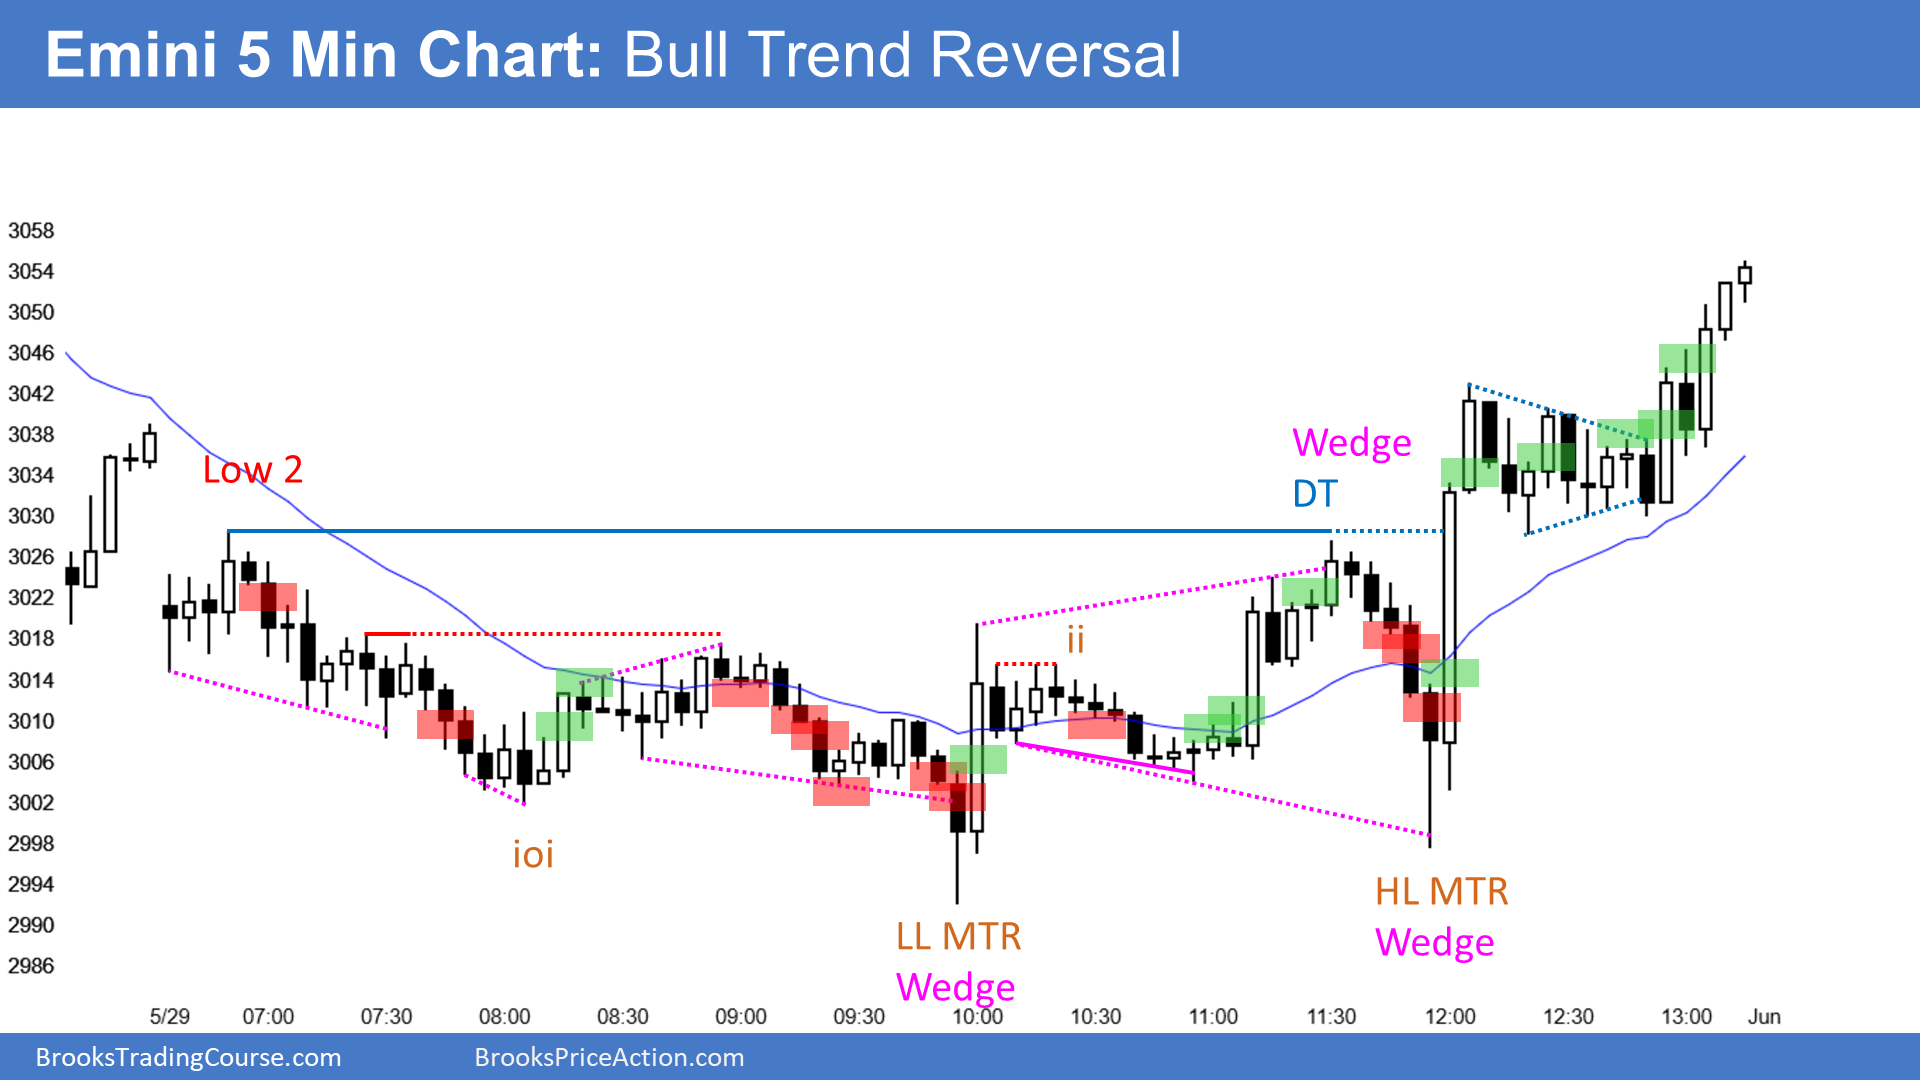 Emini 5 Min Chart: Bull Trend Reversal
3058
3054
3050
3046
3042
3038
3034
3030
3026
3022
3018
3014
3010
3006
3002
2998
2994
2990
2986
Low 2
ioi
LL MTR
Wedge
ii
Wedge
DT
HL MTR
Wedge
5/29 07:00 07:30 08:00 08:30 09:00 09:30 10:00 10:30 11:00 11:30 12:00 12:30 13:00 Jun
BrooksTradingCourse.com BrooksPriceAction.com